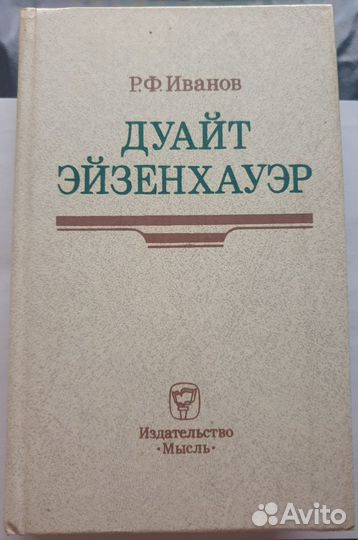 Р.Ф.Иванов
ДУАЙТ
ЭЙЗЕНХАУЭР
Издательство
·Мысль·
Avito